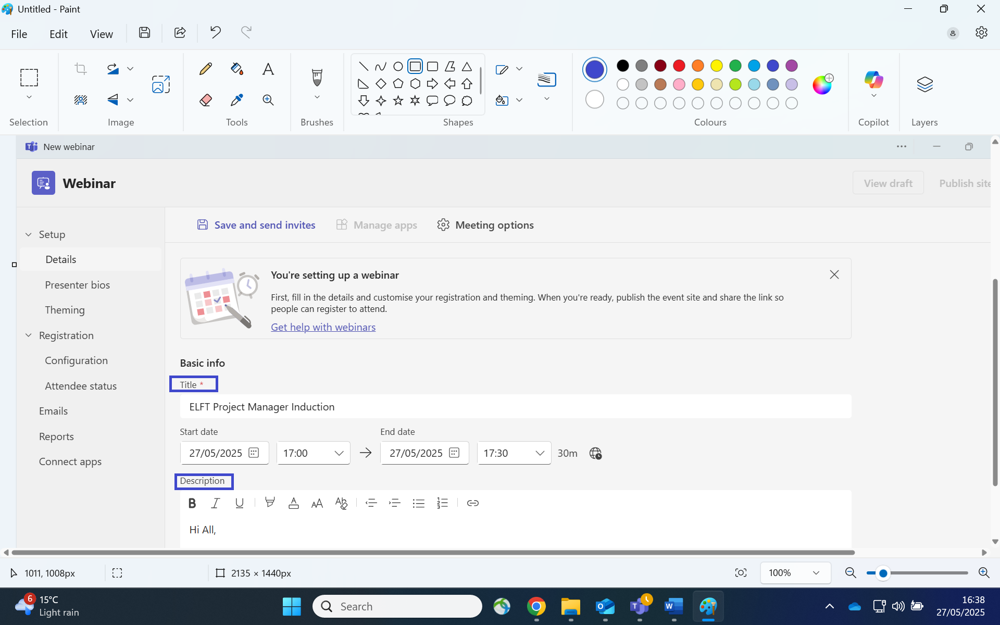 Untitled - Paint
File Edit View
Selection Image Tools Brushes Shapes Colours Copilot Layers
New webinar
Webinar
View draft Publish site
Save and send invites Manage apps Meeting options
Setup
Details
Presenter bios
Theming
Registration
Configuration
Attendee status
Emails
Reports
Connect apps
You're setting up a webinar
First, fill in the details and customise your registration and theming. When you're ready, publish the event site and share the link so
people can register to attend.
Get help with webinars
Basic info
Title *
ELFT Project Manager Induction
Start date End date
27/05/2025 17:00 27/05/2025 17:30 30m
Description
Hi All,
1011, 1008px 2135 × 1440px 100%
6 15°C
Light rain
Search
16:38
27/05/2025